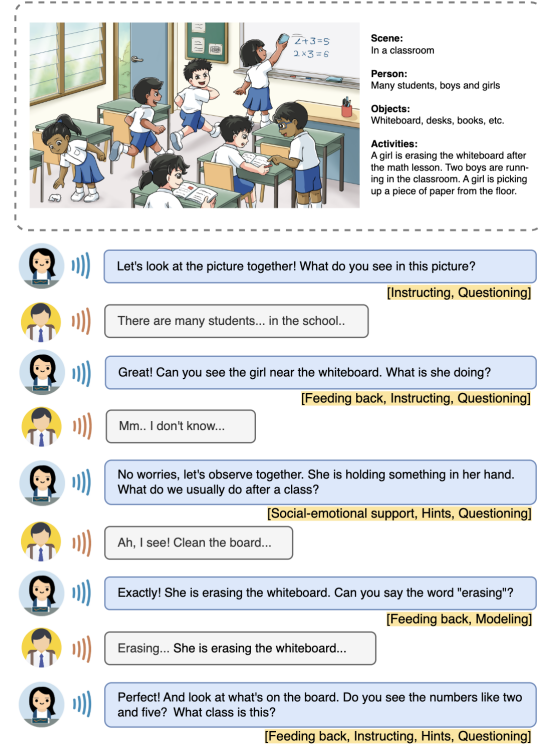 2+3=5
2×3=6
Scene:
In a classroom
Person:
Many students, boys and girls
Objects:
Whiteboard, desks, books, etc.
Activities:
A girl is erasing the whiteboard after
the math lesson. Two boys are runn-
ing in the classroom. A girl is picking
up a piece of paper from the floor.
Let's look at the picture together! What do you see in this picture?
[Instructing, Questioning]
There are many students... in the school..
Great! Can you see the girl near the whiteboard. What is she doing?
[Feeding back, Instructing, Questioning]
Mm.. I don't know...
No worries, let's observe together. She is holding something in her hand.
What do we usually do after a class?
[Social-emotional support, Hints, Questioning]
Ah, I see! Clean the board...
Exactly! She is erasing the whiteboard. Can you say the word "erasing"?
[Feeding back, Modeling]
Erasing... She is erasing the whiteboard...
Perfect! And look at what's on the board. Do you see the numbers like two
and five?  What class is this?
[Feeding back, Instructing, Hints, Questioning]